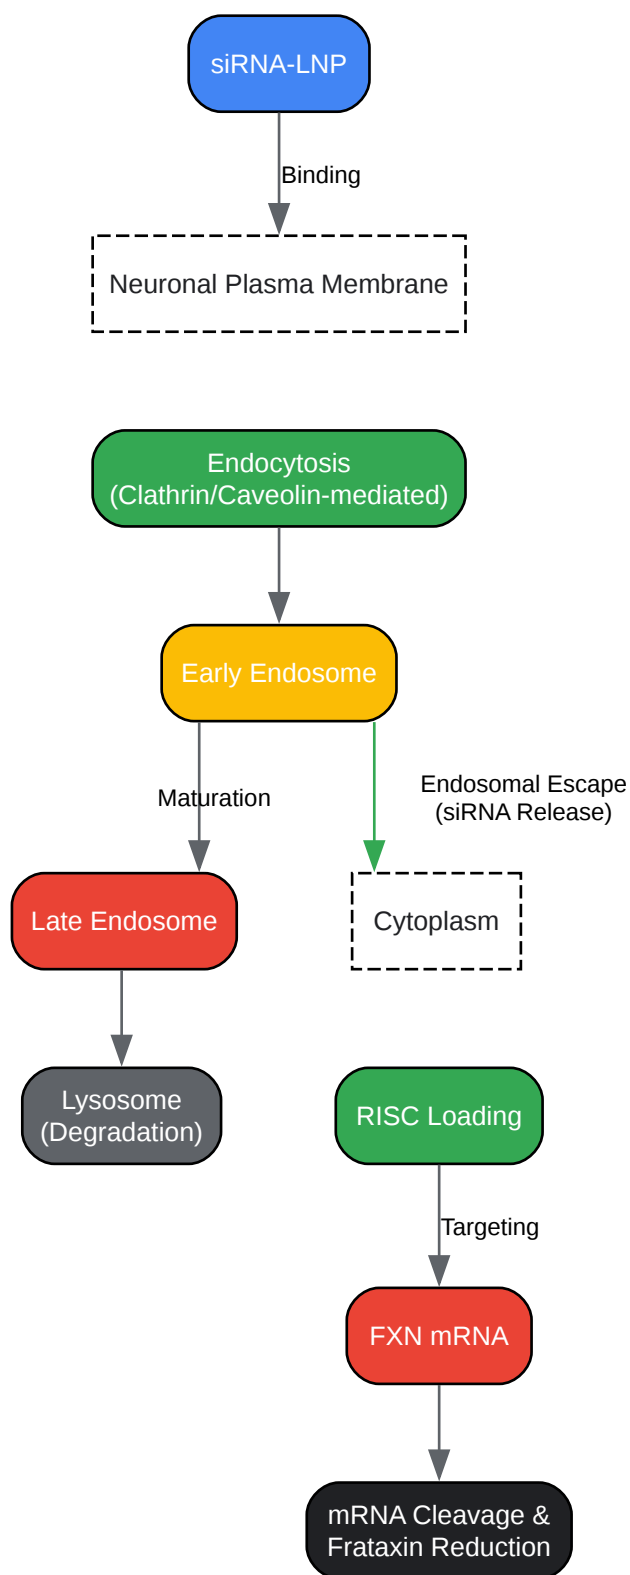 siRNA-LNP
Binding
Neuronal Plasma Membrane
Endocytosis
(Clathrin/Caveolin-mediated)
Early Endosome
Maturation
Endosomal Escape
(siRNA Release)
Late Endosome
Cytoplasm
Lysosome
(Degradation)
RISC Loading
Targeting
FXN mRNA
mRNA Cleavage &
Frataxin Reduction